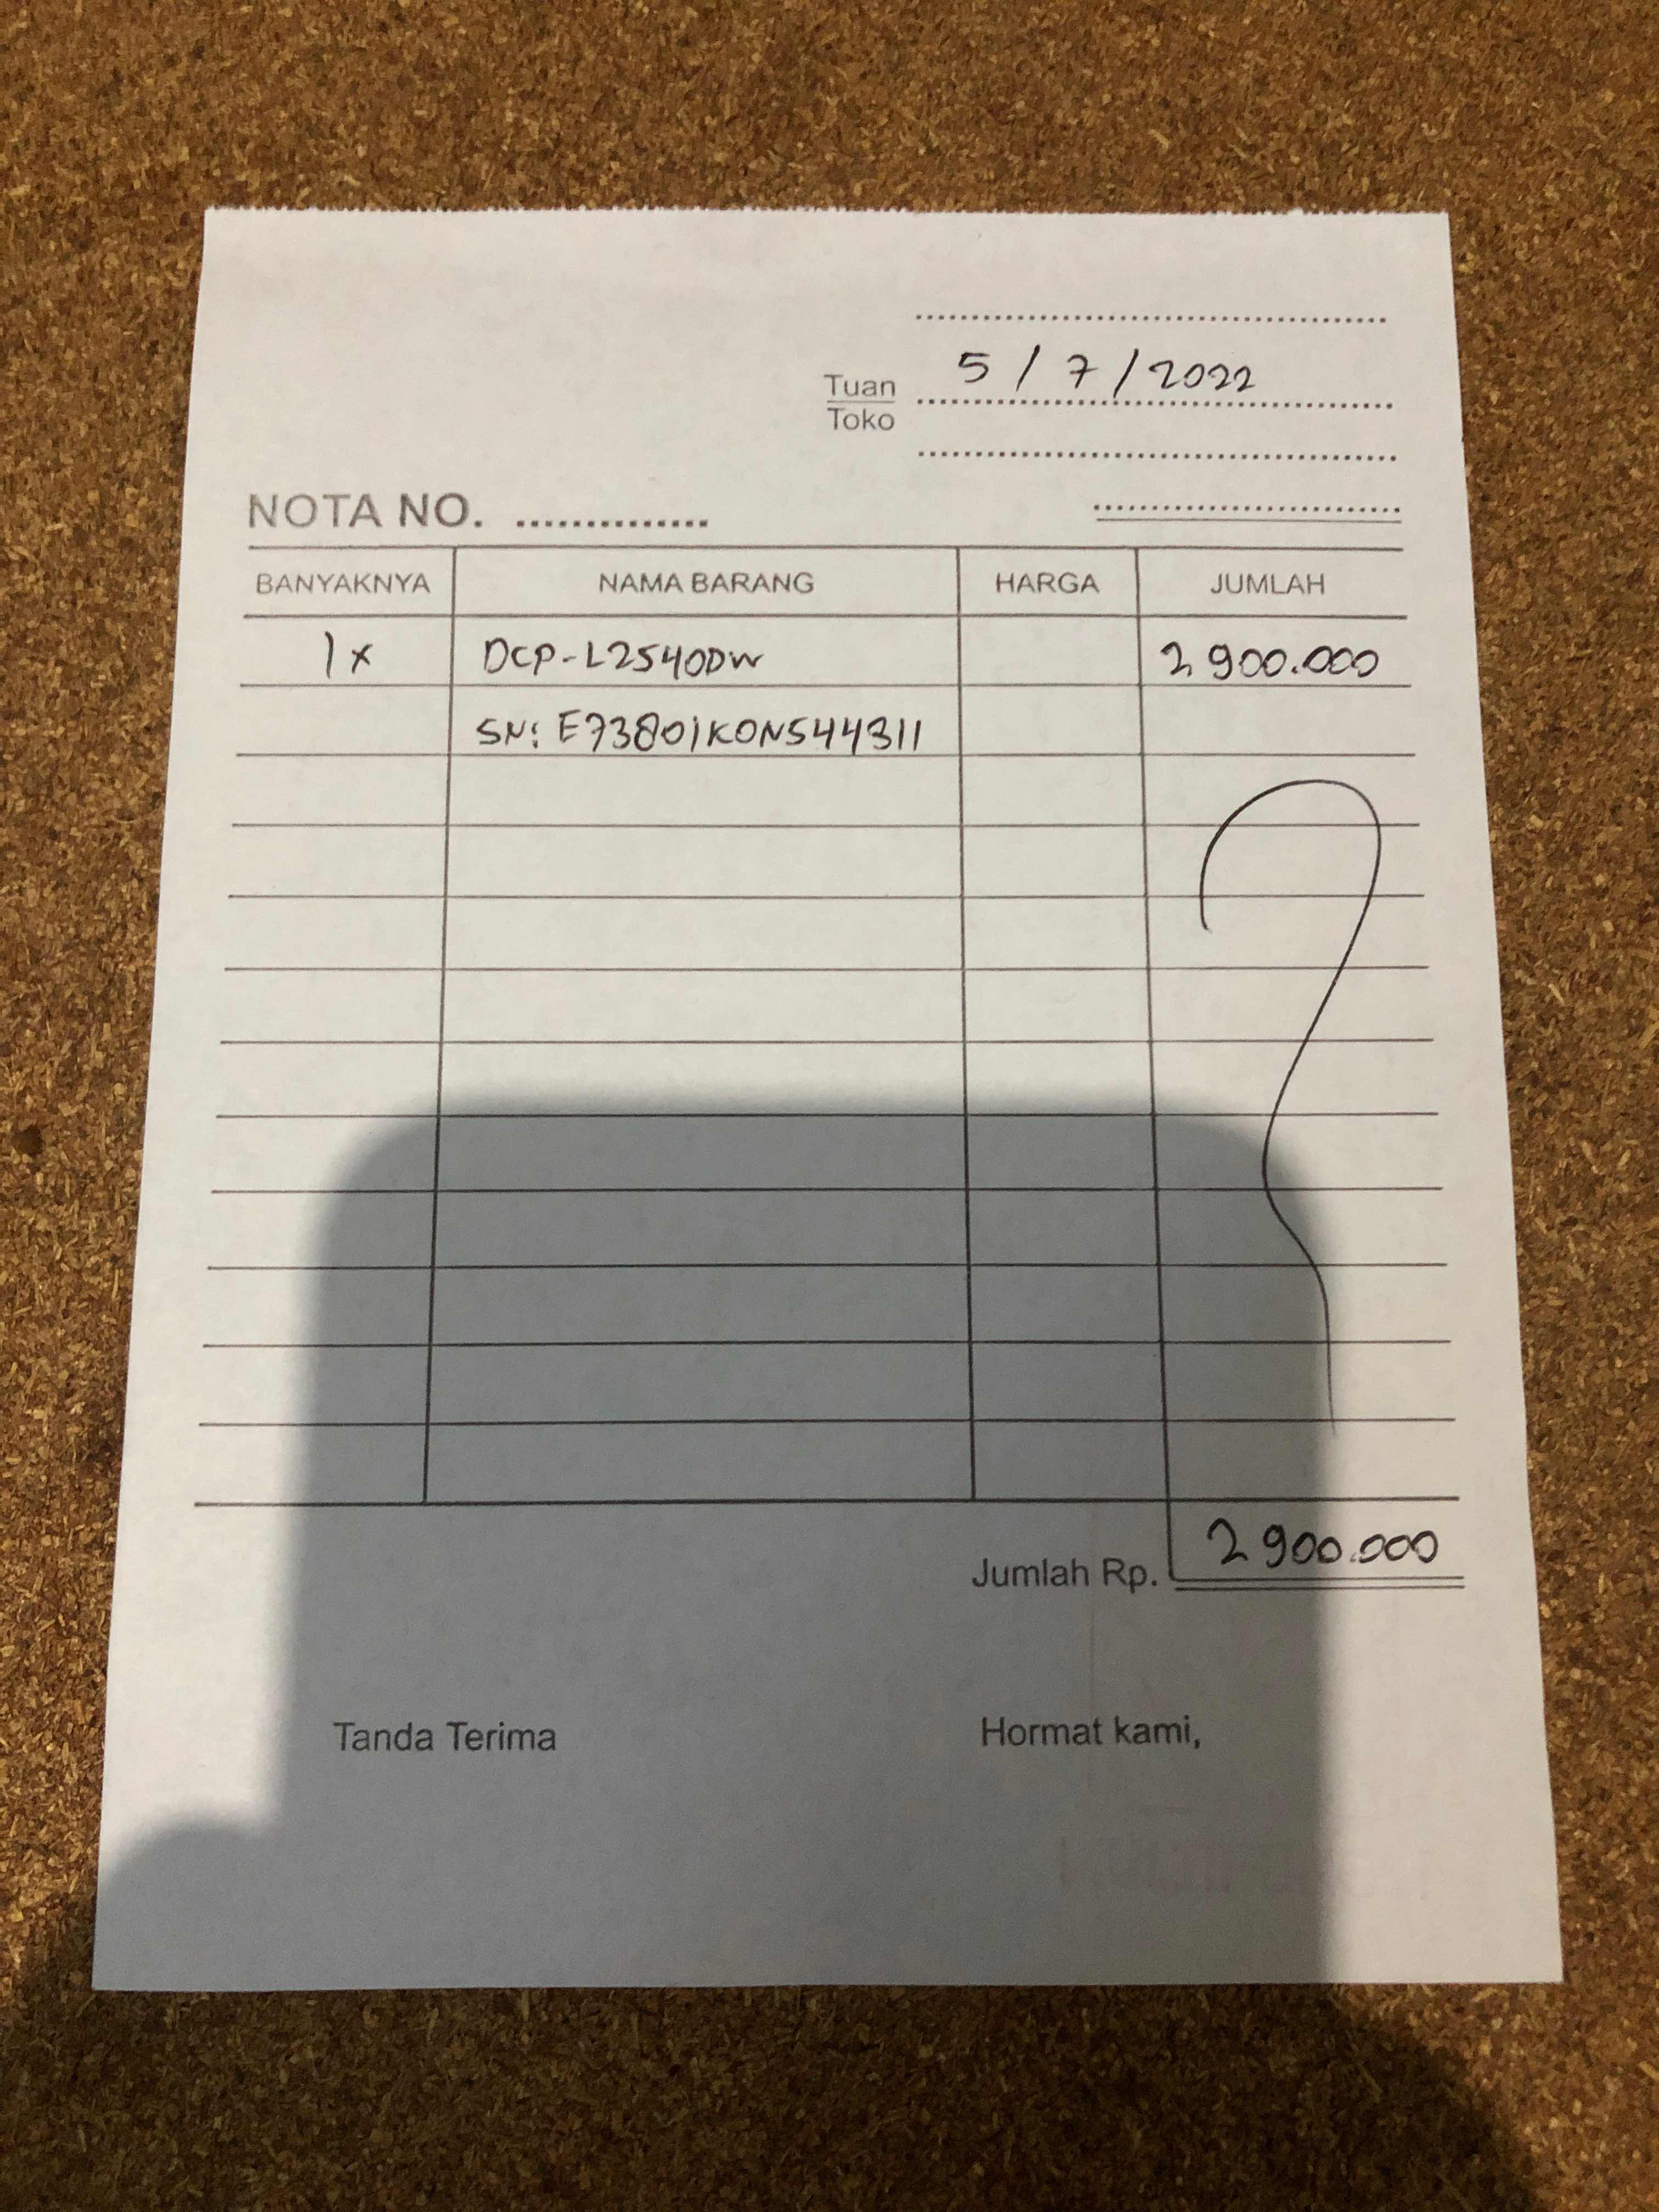 5/7/2022
Tuan
Toko
NOTA NO. ..............
BANYAKNYA NAMA BARANG HARGA JUMLAH
1x DCP-L2540DW 2 900.000
SN: E73801K0N544311
Jumlah Rp. 2 900.000
Tanda Terima Hormat kami,